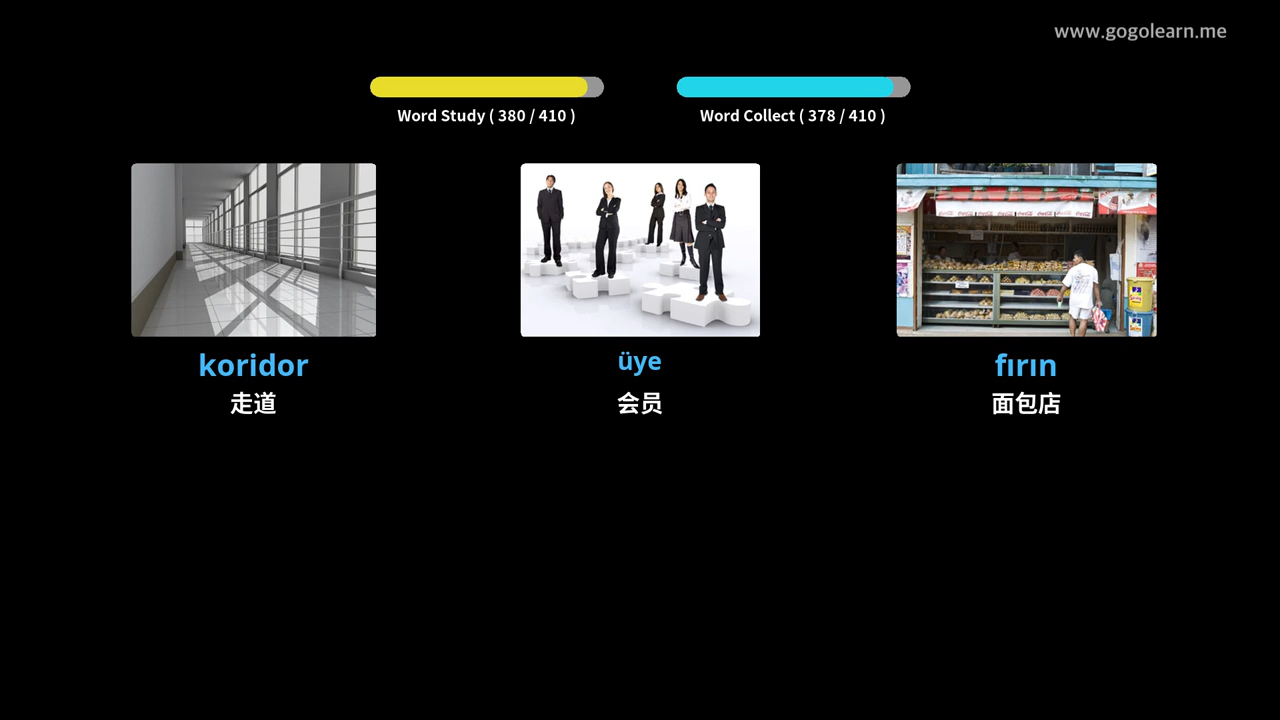 www.gogolearn.me
Word Study ( 380 / 410 )
Word Collect ( 378 / 410 )
koridor
走道
üye
会员
fırın
面包店